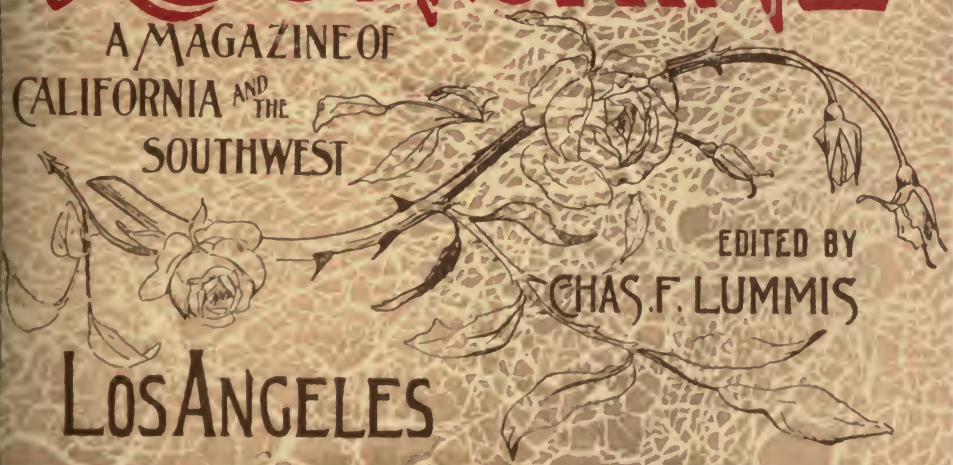 A MAGAZINE OF
CALIFORNIA AND THE
SOUTHWEST
EDITED BY
CHAS. F. LUMMIS
LOS ANGELES